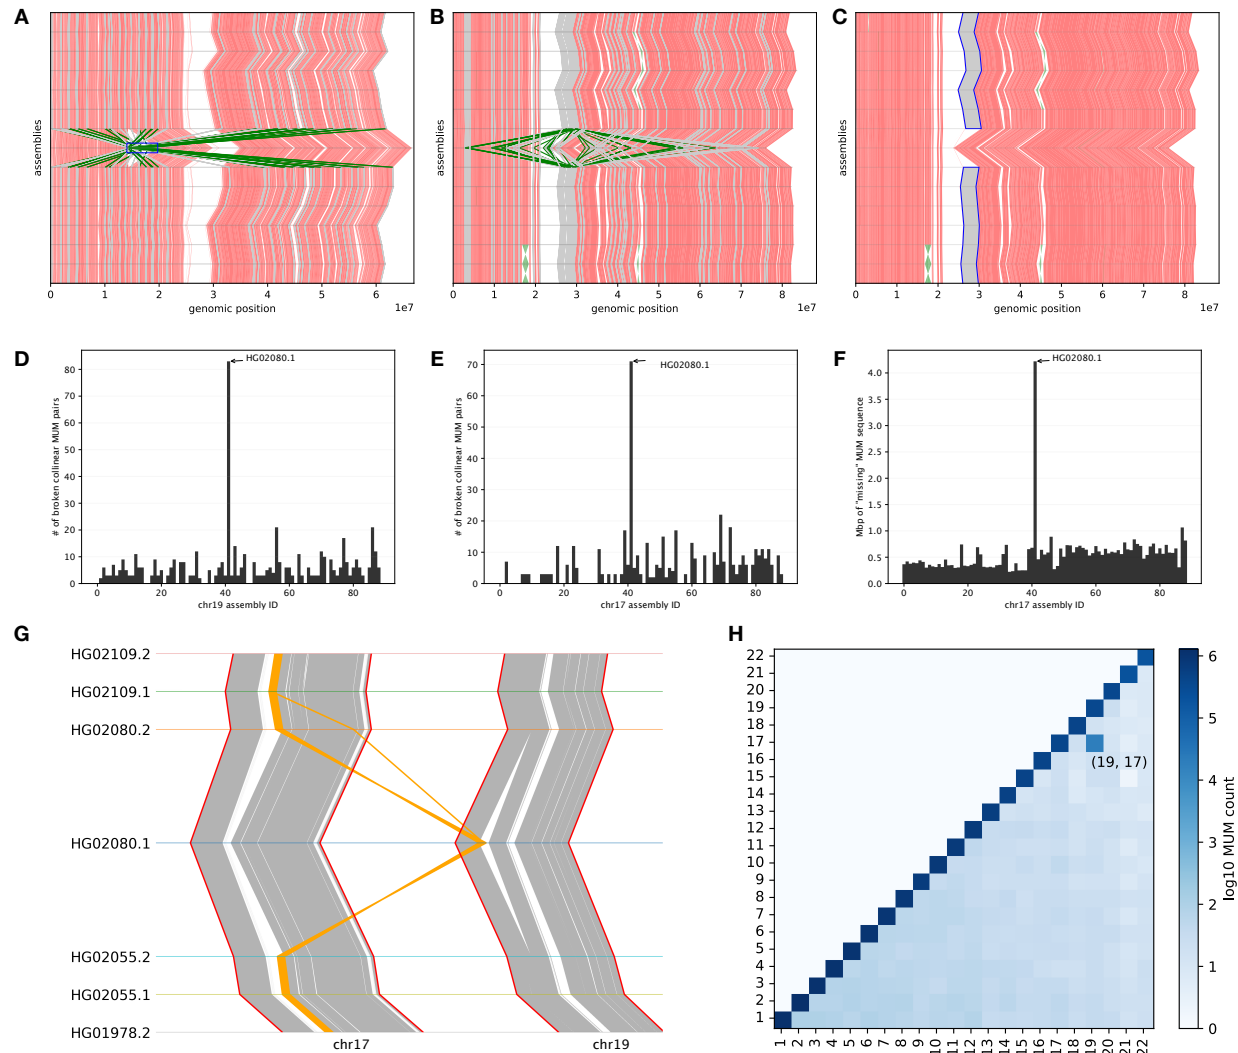 A
B
C
assemblies
assemblies
assemblies
0 1 2 3 4 5 6
1e7
genomic position
0 1 2 3 4 5 6 7 8
1e7
genomic position
0 1 2 3 4 5 6 7 8
1e7
genomic position
D
HG02080.1
# of broken collinear MUM pairs
80
70
60
50
40
30
20
10
0
0 20 40 60 80
chr19 assembly ID
E
HG02080.1
# of broken collinear MUM pairs
70
60
50
40
30
20
10
0
0 20 40 60 80
chr17 assembly ID
F
HG02080.1
Mbp of "missing" MUM sequence
4.0
3.5
3.0
2.5
2.0
1.5
1.0
0.5
0.0
0 20 40 60 80
chr17 assembly ID
G
HG02109.2
HG02109.1
HG02080.2
HG02080.1
HG02055.2
HG02055.1
HG01978.2
chr17
chr19
H
22
21
20
19
18
17
16
15
14
13
12
11
10
9
8
7
6
5
4
3
2
1
(19, 17)
1 2 3 4 5 6 7 8 9 10 11 12 13 14 15 16 17 18 19 20 21 22
6
5
4
3
2
1
0
log10 MUM count